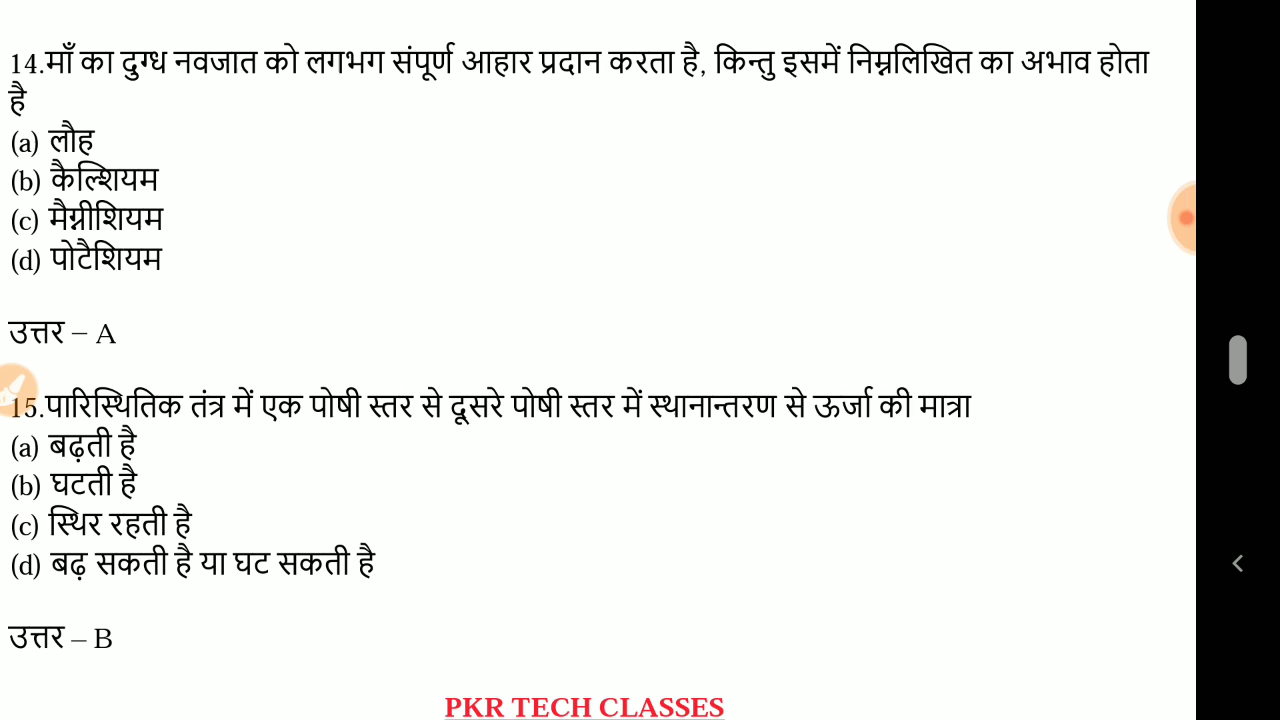 14.माँ का दुग्ध नवजात को लगभग संपूर्ण आहार प्रदान करता है, किन्तु इसमें निम्नलिखित का अभाव होता
है
(a) लौह
(b) कैल्शियम
(c) मैग्नीशियम
(d) पोटैशियम
उत्तर – A
15.पारिस्थितिक तंत्र में एक पोषी स्तर से दूसरे पोषी स्तर में स्थानान्तरण से ऊर्जा की मात्रा
(a) बढ़ती है
(b) घटती है
(c) स्थिर रहती है
(d) बढ़ सकती है या घट सकती है
उत्तर – B
PKR TECH CLASSES